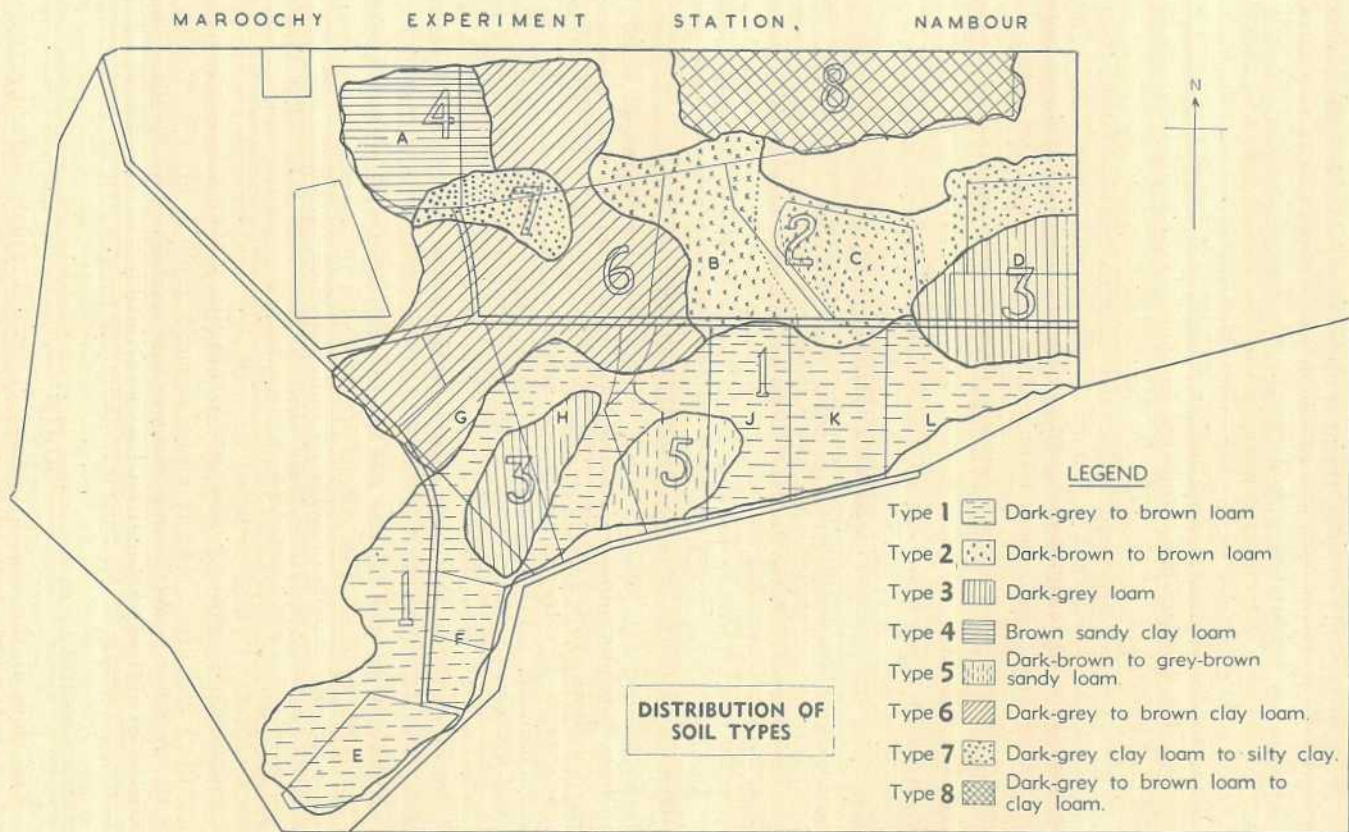 MAROOCHY EXPERIMENT STATION, NAMBOUR
N
8
4
A
7
2
6
B
C
D
3
1
G
H
I
J
K
L
3
5
1
F
E
DISTRIBUTION OF
SOIL TYPES
LEGEND
Type 1 Dark-grey to brown loam
Type 2 Dark-brown to brown loam
Type 3 Dark-grey loam
Type 4 Brown sandy clay loam
Type 5 Dark-brown to grey-brown
sandy loam.
Type 6 Dark-grey to brown clay loam.
Type 7 Dark-grey clay loam to silty clay.
Type 8 Dark-grey to brown loam to
clay loam.